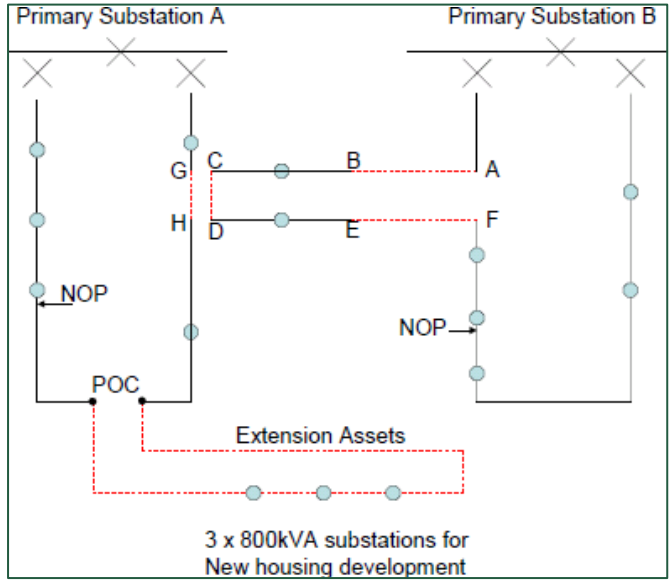 Primary Substation A
Primary Substation B
G
C
B
A
H
D
E
F
NOP
NOP
POC
Extension Assets
3 x 800kVA substations for
New housing development